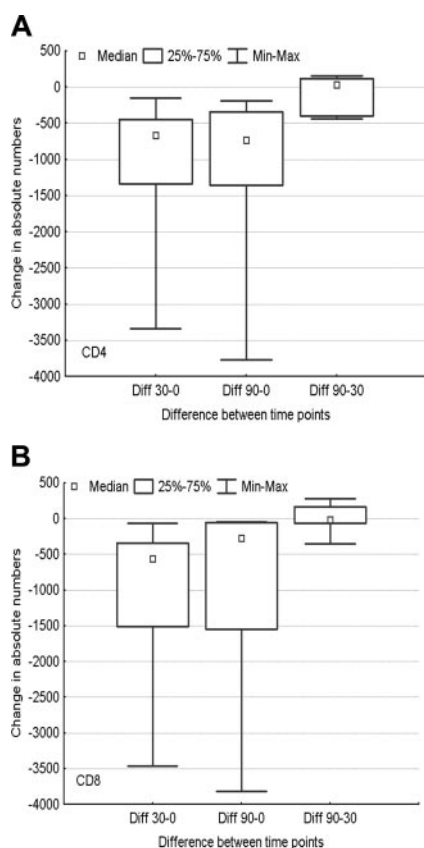 A
Median 25%-75% Min-Max
500
0
-500
-1000
-1500
-2000
-2500
-3000
-3500
-4000
Change in absolute numbers
CD4
Diff 30-0 Diff 90-0 Diff 90-30
Difference between time points
B
Median 25%-75% Min-Max
500
0
-500
-1000
-1500
-2000
-2500
-3000
-3500
-4000
Change in absolute numbers
CD8
Diff 30-0 Diff 90-0 Diff 90-30
Difference between time points